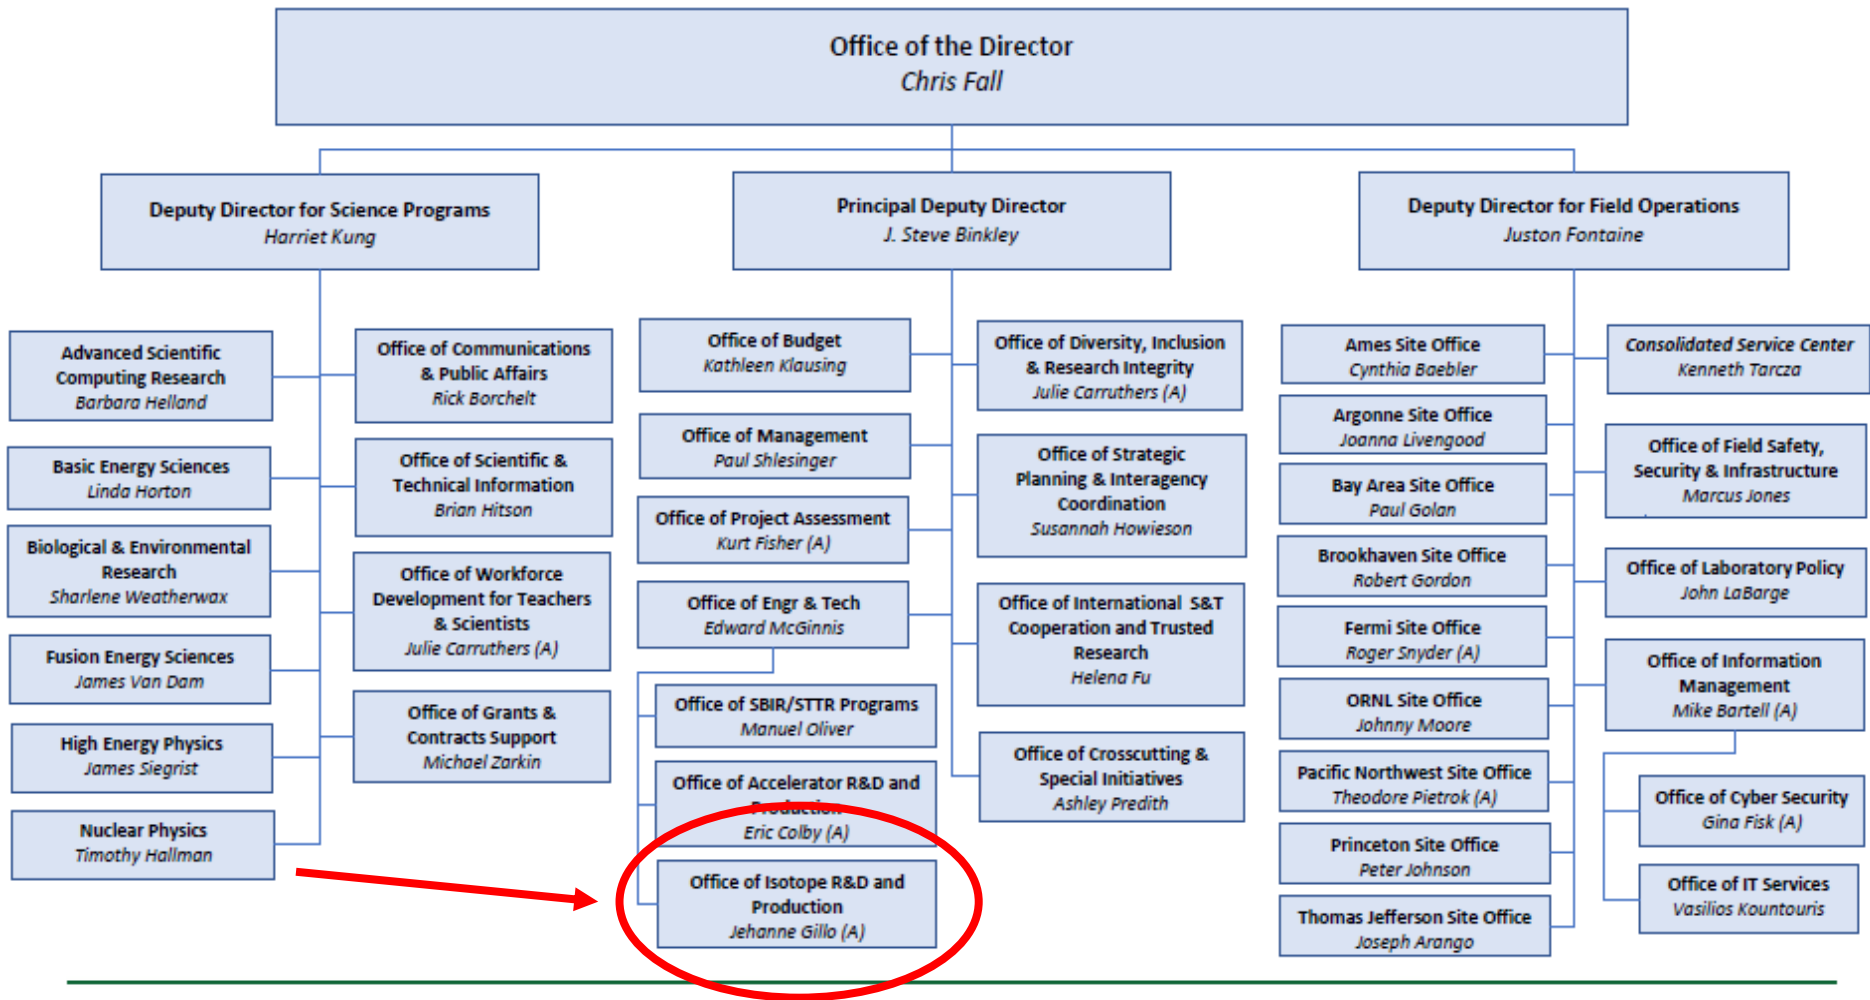 Office of the Director
Chris Fall
Deputy Director for Science Programs
Harriet Kung
Principal Deputy Director
J. Steve Binkley
Deputy Director for Field Operations
Juston Fontaine
Advanced Scientific
Computing Research
Barbara Helland
Basic Energy Sciences
Linda Horton
Biological & Environmental
Research
Sharlene Weatherwax
Fusion Energy Sciences
James Van Dam
High Energy Physics
James Siegrist
Nuclear Physics
Timothy Hallman
Office of Communications
& Public Affairs
Rick Borchelt
Office of Scientific &
Technical Information
Brian Hitson
Office of Workforce
Development for Teachers
& Scientists
Julie Carruthers (A)
Office of Grants &
Contracts Support
Michael Zarkin
Office of Budget
Kathleen Klausing
Office of Management
Paul Shlesinger
Office of Project Assessment
Kurt Fisher (A)
Office of Engr & Tech
Edward McGinnis
Office of SBIR/STTR Programs
Manuel Oliver
Office of Accelerator R&D and
Production
Eric Colby (A)
Office of Isotope R&D and
Production
Jehanne Gillo (A)
Office of Diversity, Inclusion
& Research Integrity
Julie Carruthers (A)
Office of Strategic
Planning & Interagency
Coordination
Susannah Howieson
Office of International S&T
Cooperation and Trusted
Research
Helena Fu
Office of Crosscutting &
Special Initiatives
Ashley Predith
Ames Site Office
Cynthia Baebler
Argonne Site Office
Joanna Livengood
Bay Area Site Office
Paul Golan
Brookhaven Site Office
Robert Gordon
Fermi Site Office
Roger Snyder (A)
ORNL Site Office
Johnny Moore
Pacific Northwest Site Office
Theodore Pietrok (A)
Princeton Site Office
Peter Johnson
Thomas Jefferson Site Office
Joseph Arango
Consolidated Service Center
Kenneth Tarcza
Office of Field Safety,
Security & Infrastructure
Marcus Jones
Office of Laboratory Policy
John LaBarge
Office of Information
Management
Mike Bartell (A)
Office of Cyber Security
Gina Fisk (A)
Office of IT Services
Vasilios Kountouris